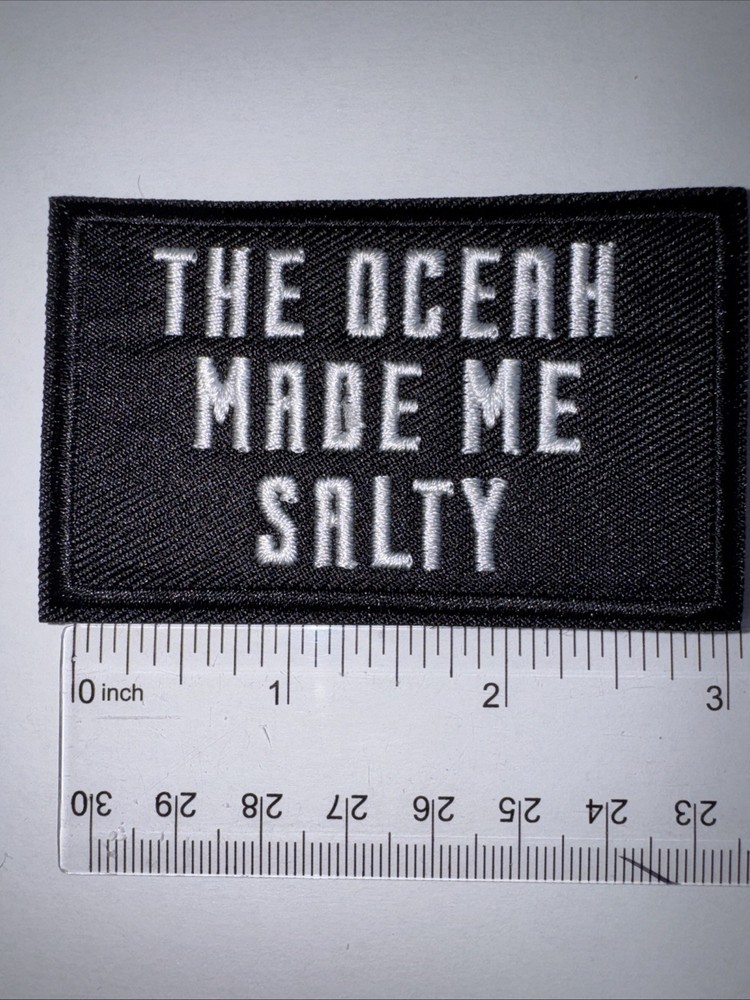 THE OCEAN
MADE ME
SALTY
0 inch 1 2 3
30 29 28 27 26 25 24 23